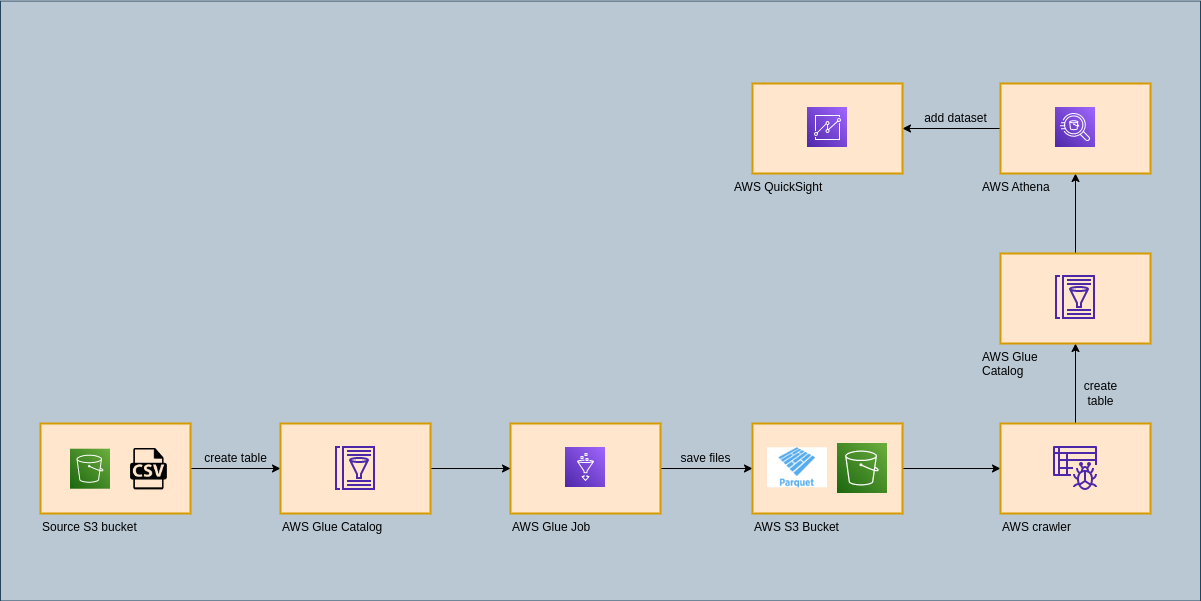 add dataset
AWS QuickSight
AWS Athena
AWS Glue
Catalog
create
table
create table
CSV
save files
Parquet
Source S3 bucket
AWS Glue Catalog
AWS Glue Job
AWS S3 Bucket
AWS crawler